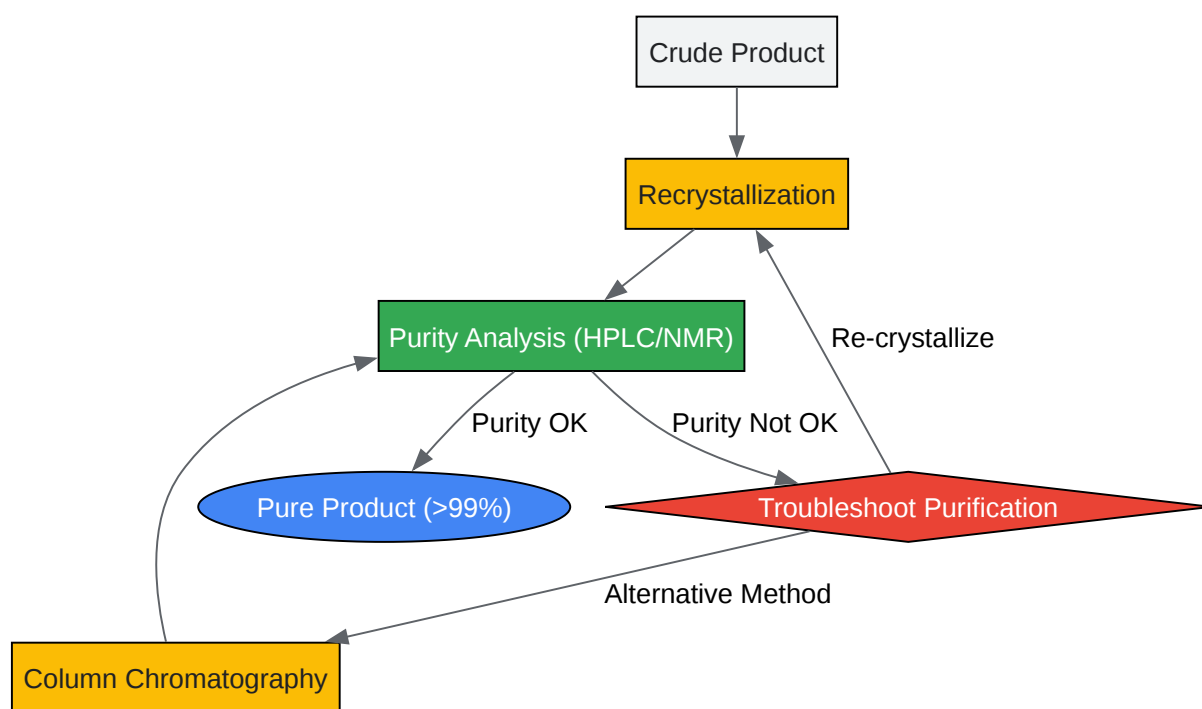 Crude Product
Recrystallization
Purity Analysis (HPLC/NMR)
Re-crystallize
Purity OK
Purity Not OK
Pure Product (>99%)
Troubleshoot Purification
Alternative Method
Column Chromatography